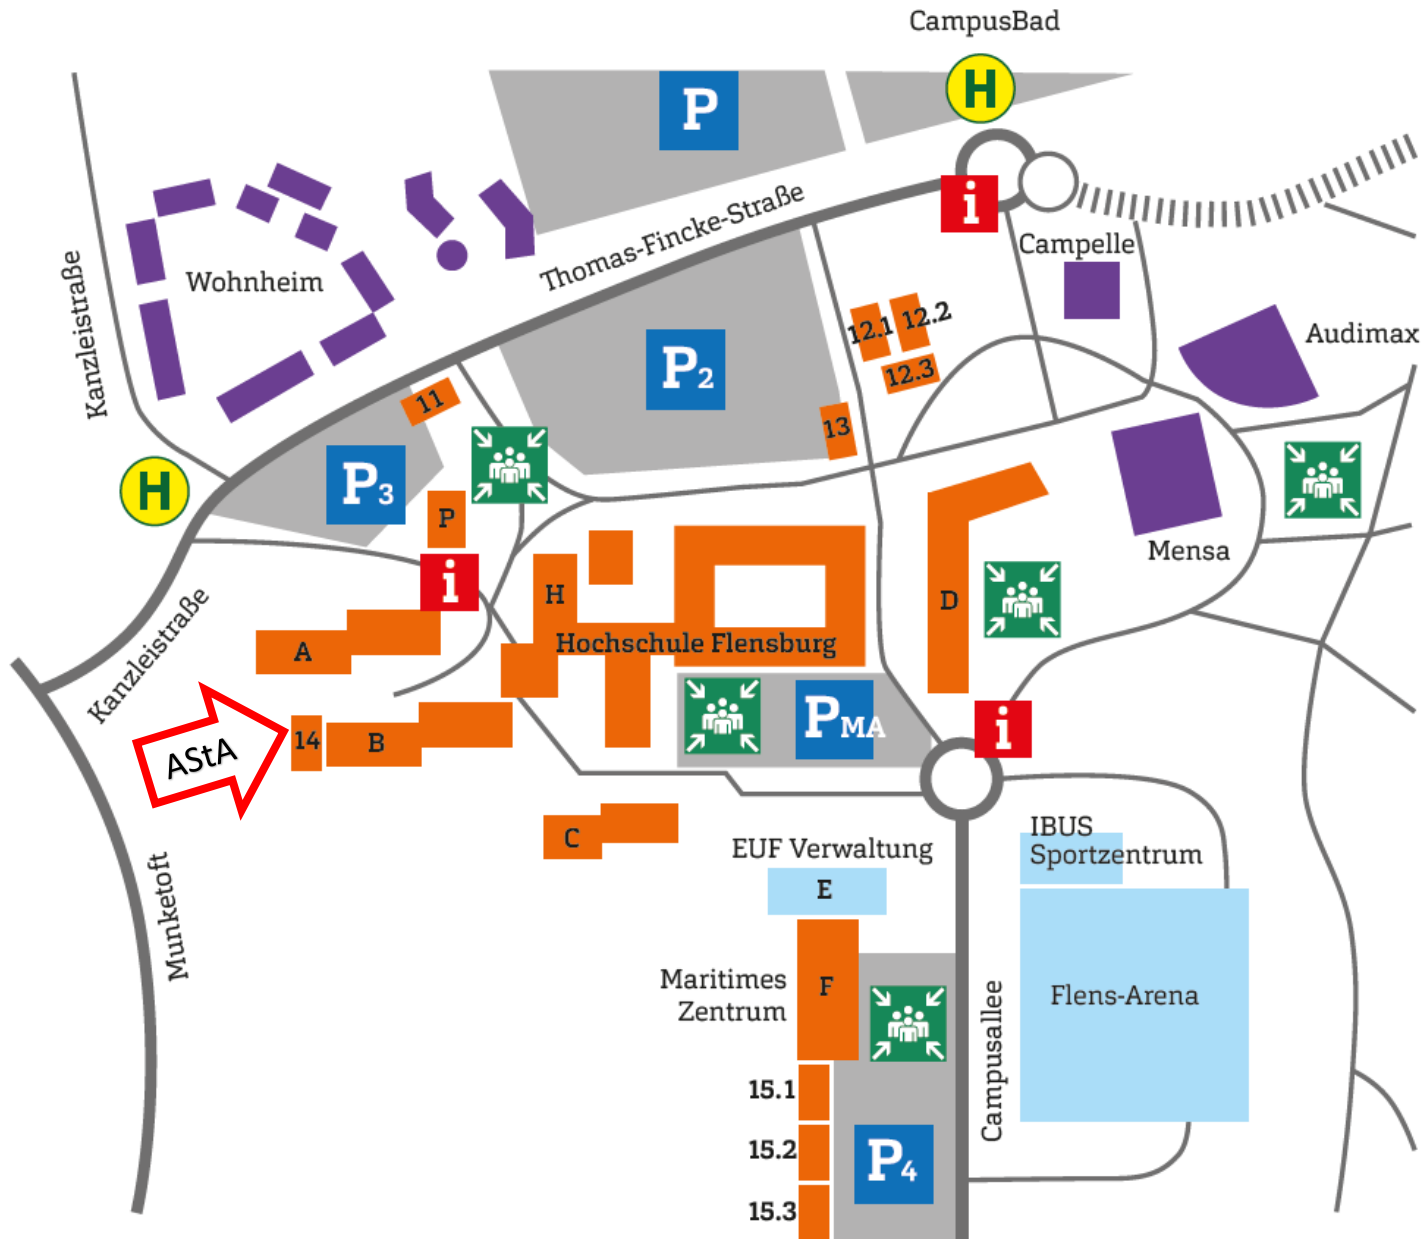 CampusBad
H
P
i
Thomas-Fincke-Straße
Campelle
Wohnheim
Kanzleistraße
12.1
12.2
12.3
Audimax
P2
11
13
P3
H
P
i
H
Mensa
D
Kanzleistraße
A
Hochschule Flensburg
PMA
i
AStA
14
B
C
IBUS
Sportzentrum
EUF Verwaltung
E
Munketoft
Maritimes
Zentrum
F
Flens-Arena
Campusallee
15.1
15.2
P4
15.3